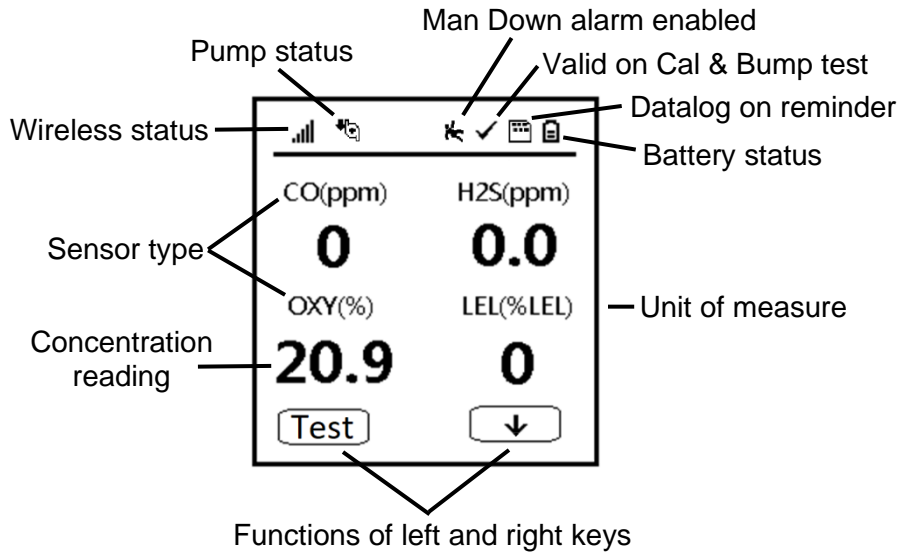 Man Down alarm enabled
Pump status
Valid on Cal & Bump test
Datalog on reminder
Wireless status
Battery status
CO(ppm) H2S(ppm)
0 0.0
Sensor type
OXY(%) LEL(%LEL)
Unit of measure
Concentration
reading
20.9 0
Test ↓
Functions of left and right keys